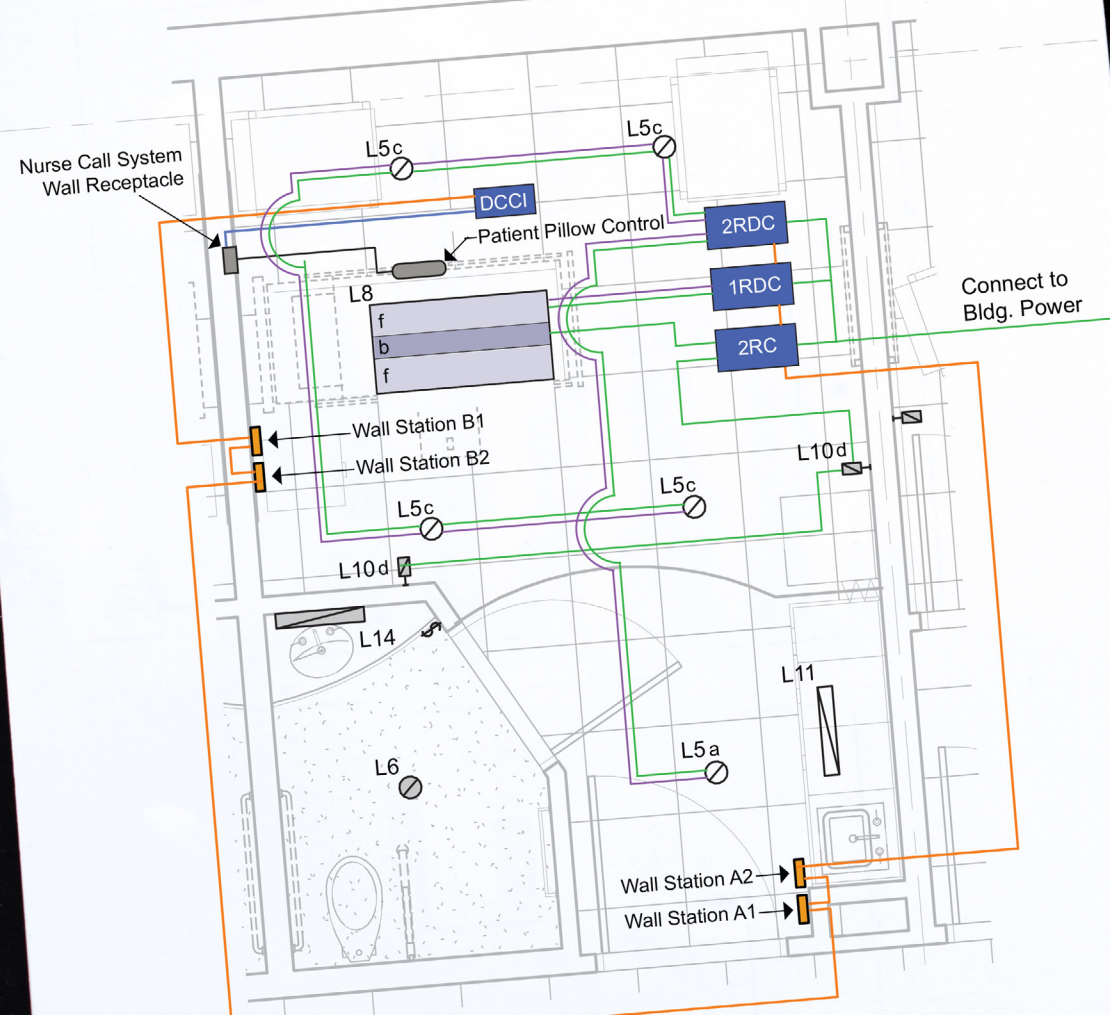 L5c
L5c
Nurse Call System
Wall Receptacle
DCCI
2RDC
Patient Pillow Control
1RDC
Connect to
Bldg. Power
L8
f
b
f
2RC
Wall Station B1
Wall Station B2
L10d
L5c
L5c
L10d
L14
L11
L5a
L6
Wall Station A2
Wall Station A1